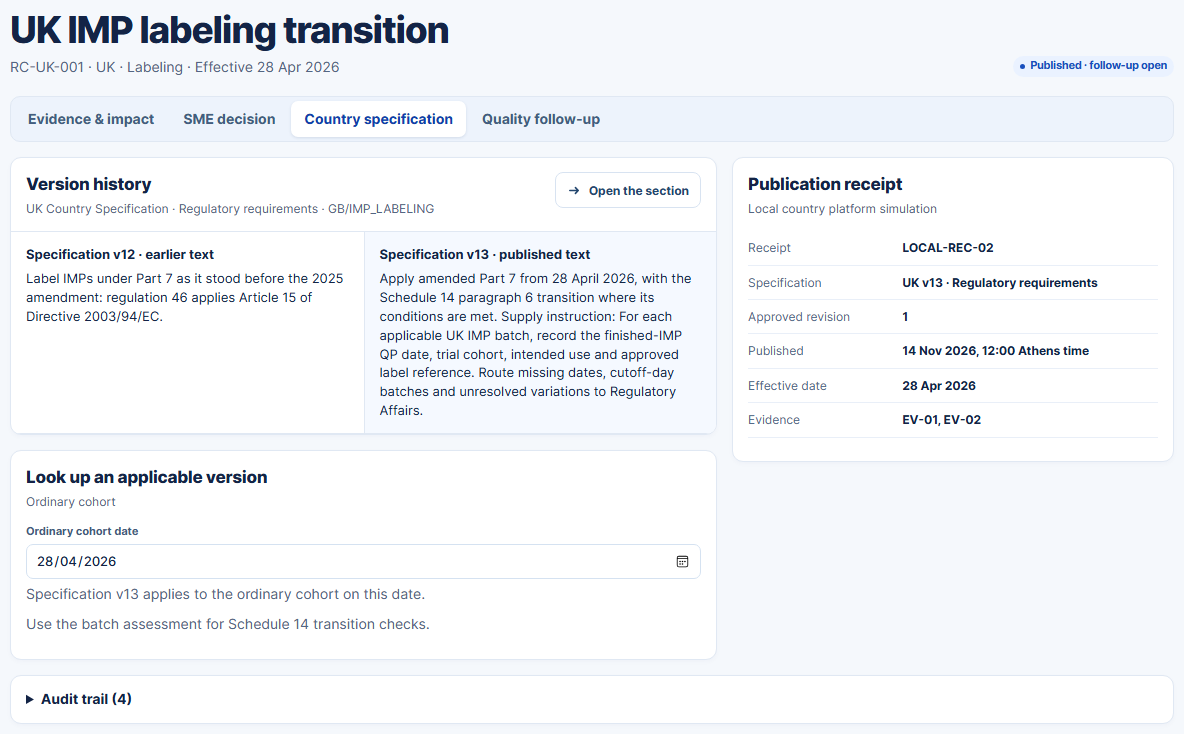 UK IMP labeling transition
RC-UK-001 · UK · Labeling · Effective 28 Apr 2026
Published · follow-up open
Evidence & impact
SME decision
Country specification
Quality follow-up
Version history
UK Country Specification · Regulatory requirements · GB/IMP_LABELING
→ Open the section
Specification v12 · earlier text
Label IMPs under Part 7 as it stood before the 2025
amendment: regulation 46 applies Article 15 of
Directive 2003/94/EC.
Specification v13 · published text
Apply amended Part 7 from 28 April 2026, with the
Schedule 14 paragraph 6 transition where its
conditions are met. Supply instruction: For each
applicable UK IMP batch, record the finished-IMP
QP date, trial cohort, intended use and approved
label reference. Route missing dates, cutoff-day
batches and unresolved variations to Regulatory
Affairs.
Publication receipt
Local country platform simulation
Receipt LOCAL-REC-02
Specification UK v13 · Regulatory requirements
Approved revision 1
Published 14 Nov 2026, 12:00 Athens time
Effective date 28 Apr 2026
Evidence EV-01, EV-02
Look up an applicable version
Ordinary cohort
Ordinary cohort date
28/04/2026
Specification v13 applies to the ordinary cohort on this date.
Use the batch assessment for Schedule 14 transition checks.
Audit trail (4)